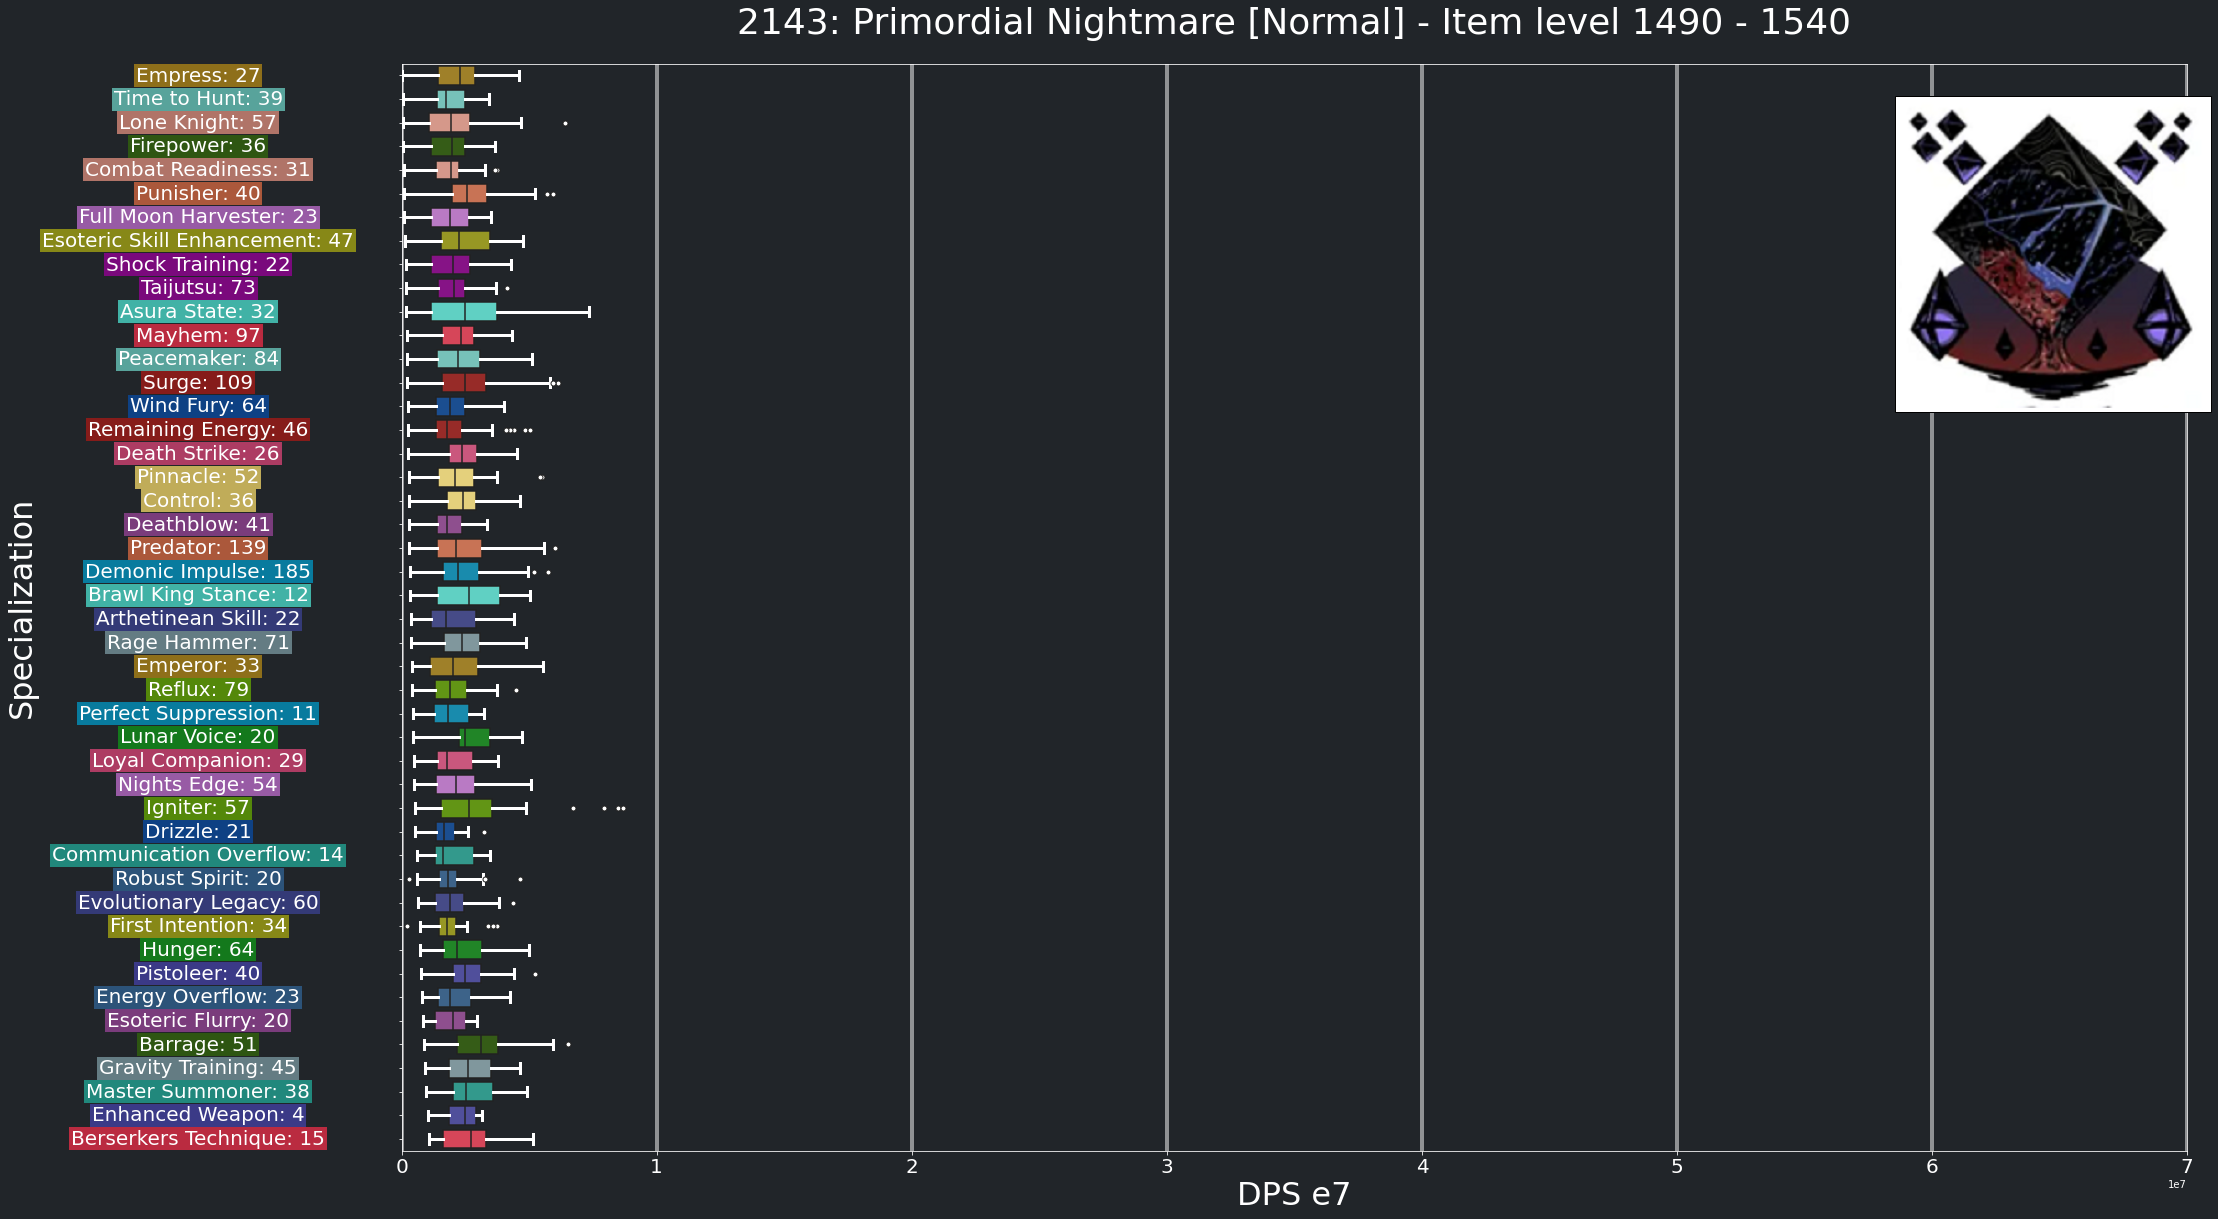 2143: Primordial Nightmare [Normal] - Item level 1490 - 1540
Empress: 27
Time to Hunt: 39
Lone Knight: 57
Firepower: 36
Combat Readiness: 31
Punisher: 40
Full Moon Harvester: 23
Esoteric Skill Enhancement: 47
Shock Training: 22
Taijutsu: 73
Asura State: 32
Mayhem: 97
Peacemaker: 84
Surge: 109
Wind Fury: 64
Remaining Energy: 46
Death Strike: 26
Pinnacle: 52
Control: 36
Deathblow: 41
Predator: 139
Demonic Impulse: 185
Brawl King Stance: 12
Arthetinean Skill: 22
Rage Hammer: 71
Emperor: 33
Reflux: 79
Perfect Suppression: 11
Lunar Voice: 20
Loyal Companion: 29
Nights Edge: 54
Igniter: 57
Drizzle: 21
Communication Overflow: 14
Robust Spirit: 20
Evolutionary Legacy: 60
First Intention: 34
Hunger: 64
Pistoleer: 40
Energy Overflow: 23
Esoteric Flurry: 20
Barrage: 51
Gravity Training: 45
Master Summoner: 38
Enhanced Weapon: 4
Berserkers Technique: 15
Specialization
0 1 2 3 4 5 6 7
1e7
DPS e7